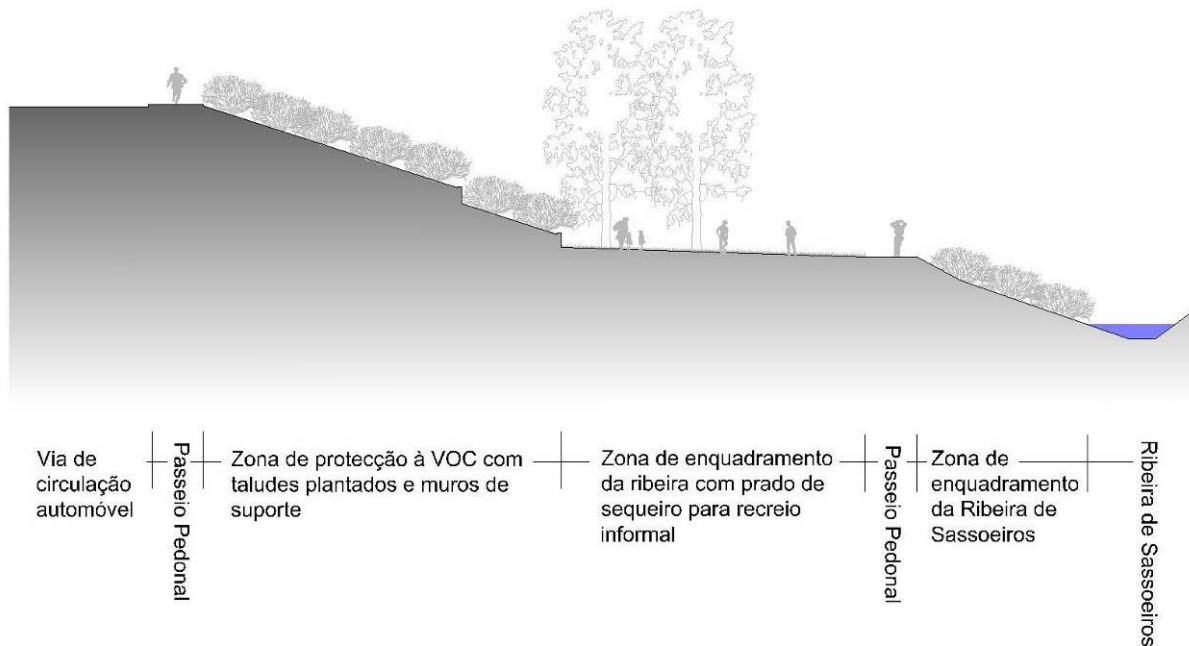 Via de
circulação
automóvel
Passeio Pedonal
Zona de protecção à VOC com
taludes plantados e muros de
suporte
Zona de enquadramento
da ribeira com prado de
sequeiro para recreio
informal
Passeio Pedonal
Zona de
enquadramento
da Ribeira de
Sassoeiros
Ribeira de Sassoeiros